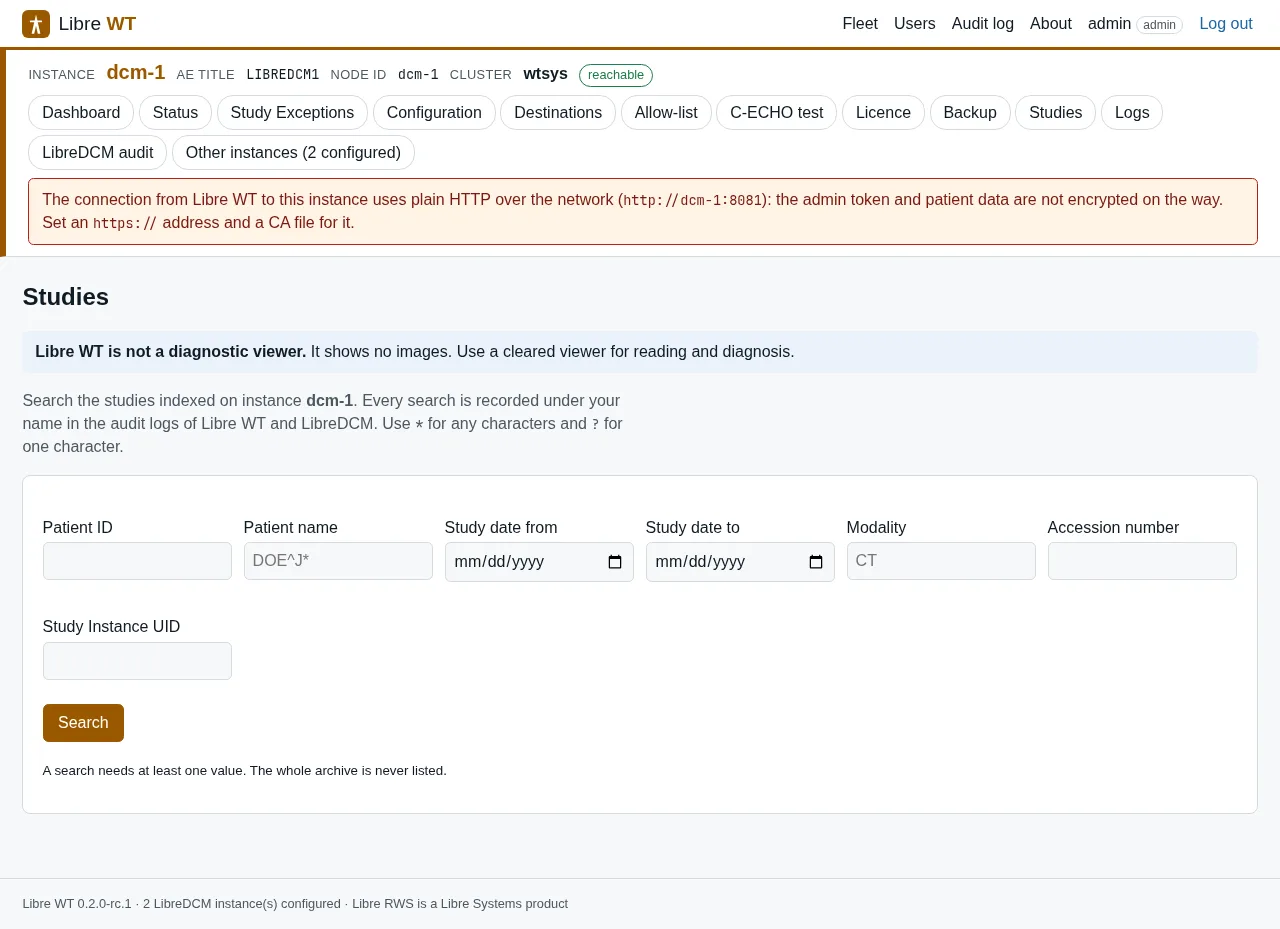 Libre WT
Fleet Users Audit log About admin admin Log out
INSTANCE dcm-1 AE TITLE LIBREDCM1 NODE ID dcm-1 CLUSTER wtsys reachable
Dashboard Status Study Exceptions Configuration Destinations Allow-list C-ECHO test Licence Backup Studies Logs
LibreDCM audit Other instances (2 configured)
The connection from Libre WT to this instance uses plain HTTP over the network (http://dcm-1:8081): the admin token and patient data are not encrypted on the way.
Set an https:// address and a CA file for it.
Studies
Libre WT is not a diagnostic viewer. It shows no images. Use a cleared viewer for reading and diagnosis.
Search the studies indexed on instance dcm-1. Every search is recorded under your
name in the audit logs of Libre WT and LibreDCM. Use * for any characters and ? for
one character.
Patient ID Patient name Study date from Study date to Modality Accession number
DOE^J* mm/dd/yyyy mm/dd/yyyy CT
Study Instance UID
Search
A search needs at least one value. The whole archive is never listed.
Libre WT 0.2.0-rc.1 · 2 LibreDCM instance(s) configured · Libre RWS is a Libre Systems product